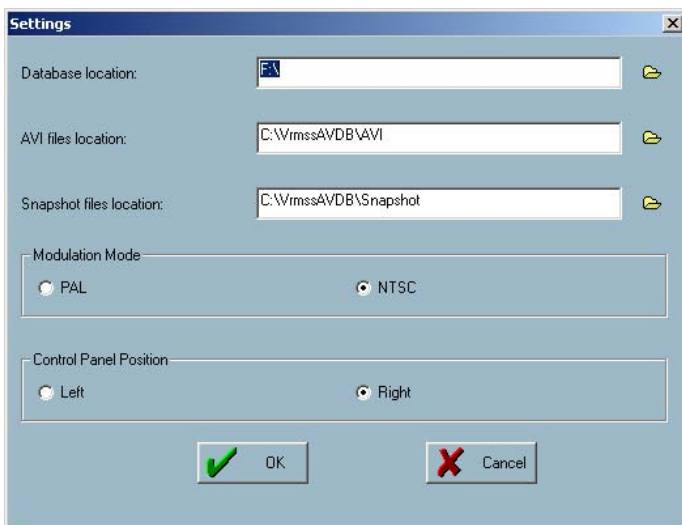 Settings
Database location:
F:\
AVI files location:
C:\VrmssAVDB\AVI
Snapshot files location:
C:\VrmssAVDB\Snapshot
Modulation Mode
PAL
NTSC
Control Panel Position
Left
Right
OK
Cancel